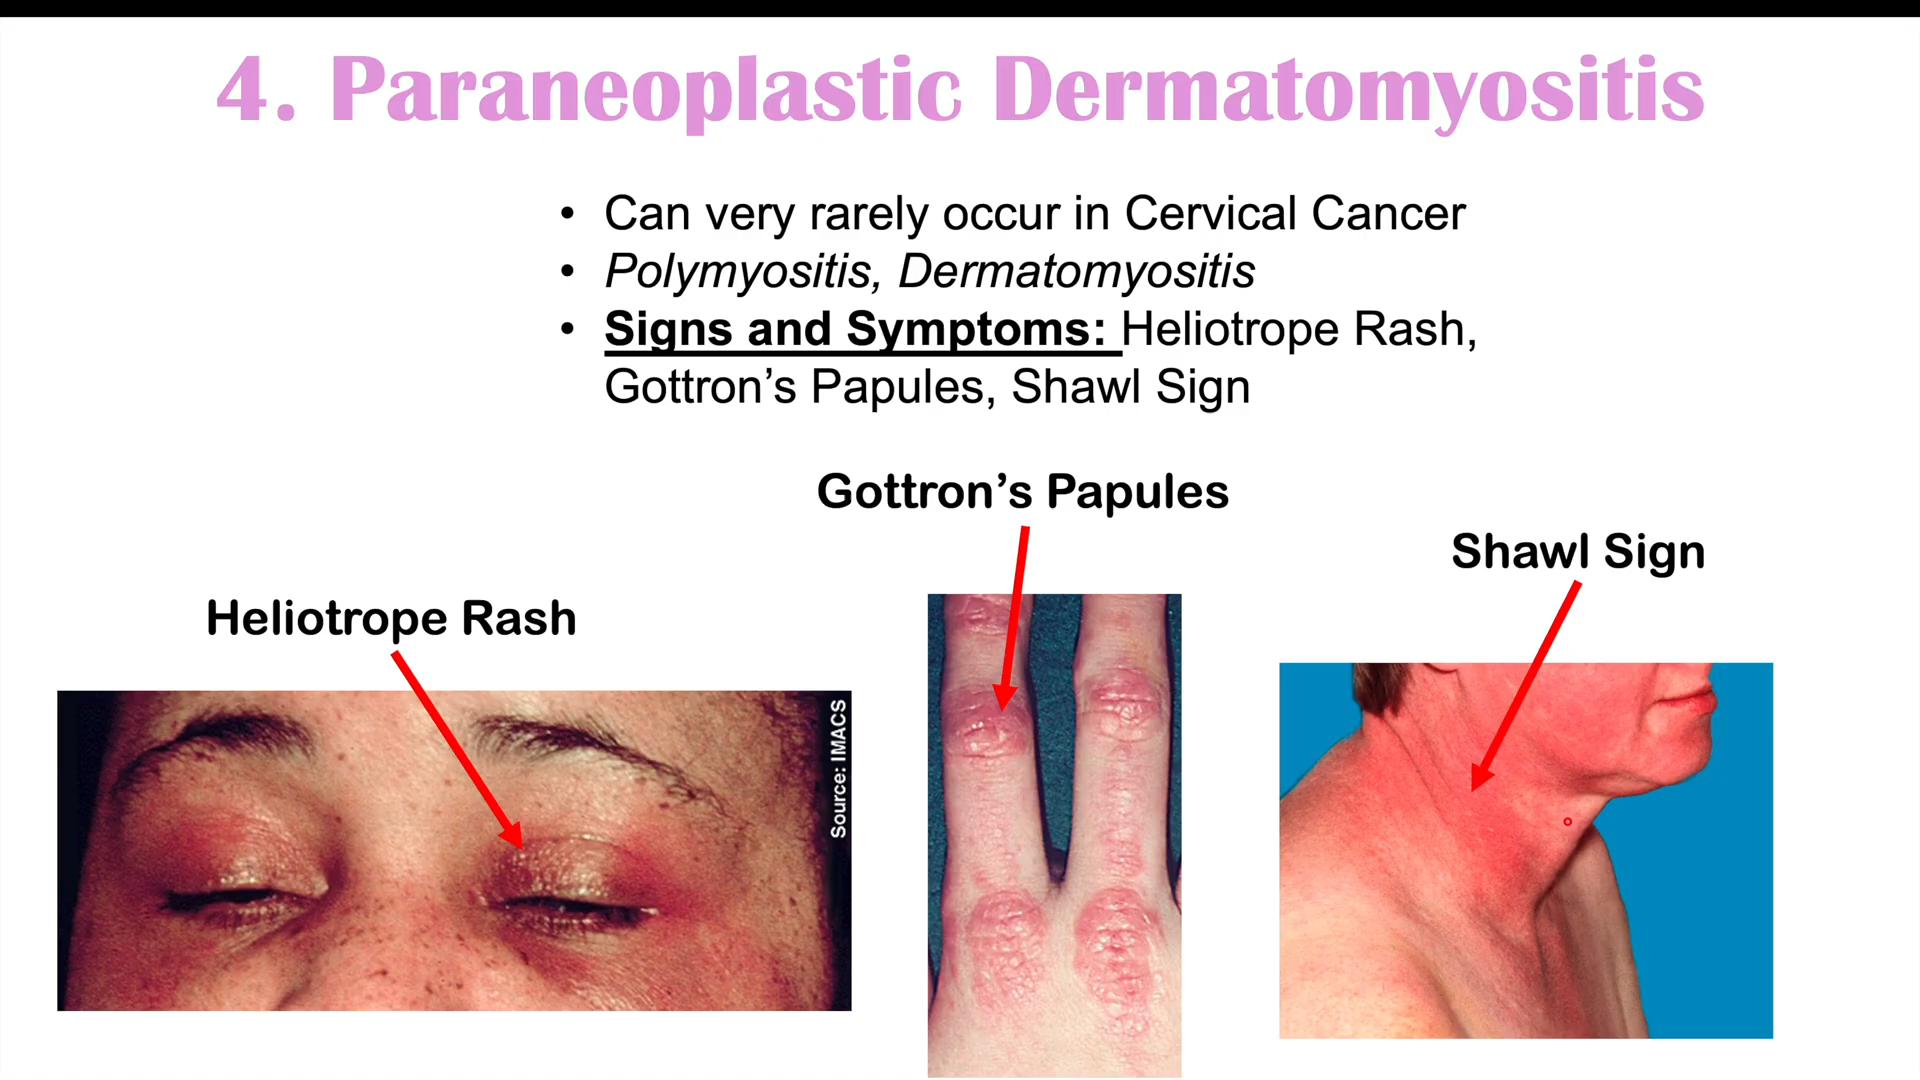 4. Paraneoplastic Dermatomyositis
• Can very rarely occur in Cervical Cancer
• Polymyositis, Dermatomyositis
• Signs and Symptoms: Heliotrope Rash,
Gottron’s Papules, Shawl Sign
Gottron’s Papules
Shawl Sign
Heliotrope Rash
Source: IMACS